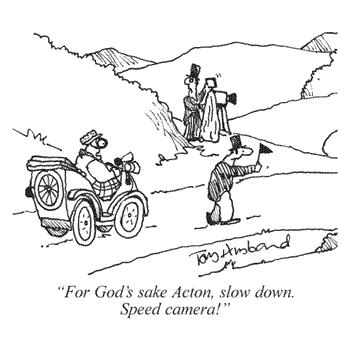 Tony Husband
“For God’s sake Acton, slow down.
Speed camera!”